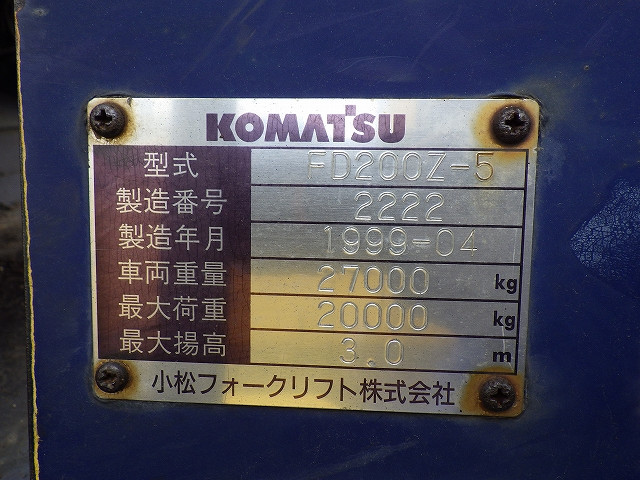 KOMATSU
型式 FD200Z-5
製造番号 2222
製造年月 1999-04
車両重量 27000 kg
最大荷重 20000 kg
最大揚高 3.0 m
小松フォークリフト株式会社